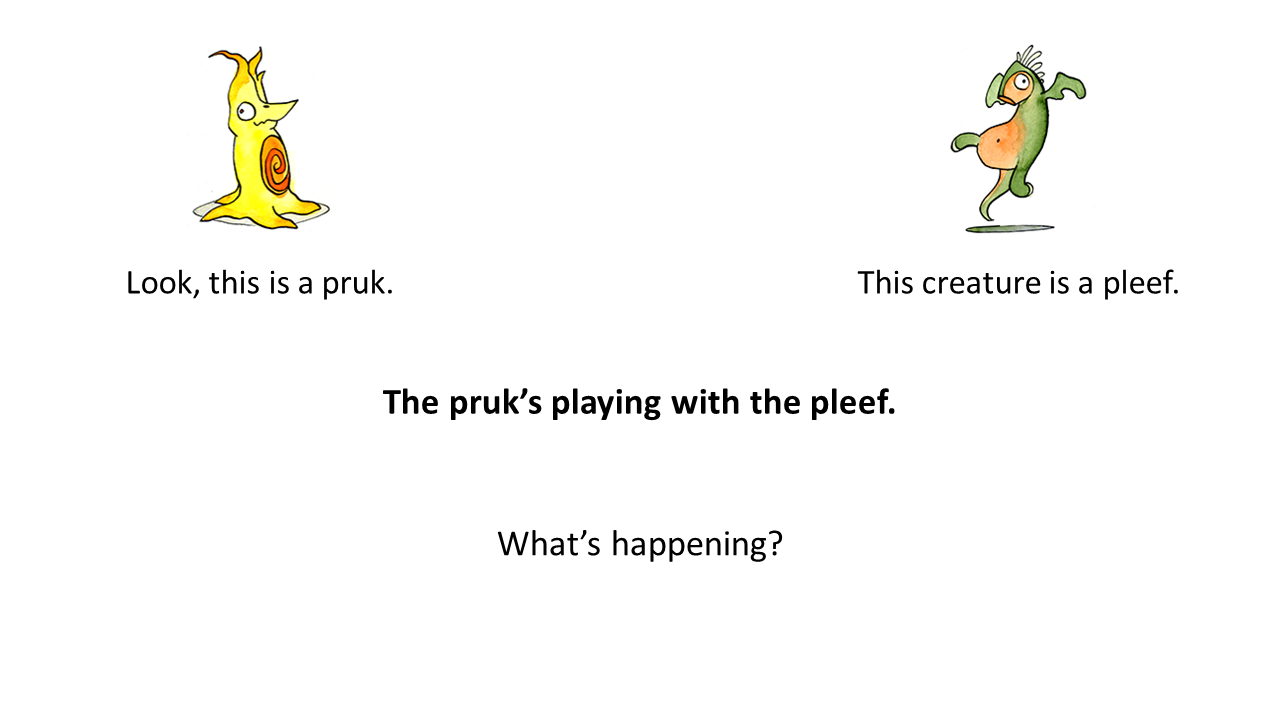 Look, this is a pruk.
This creature is a pleef.
The pruk’s playing with the pleef.
What’s happening?